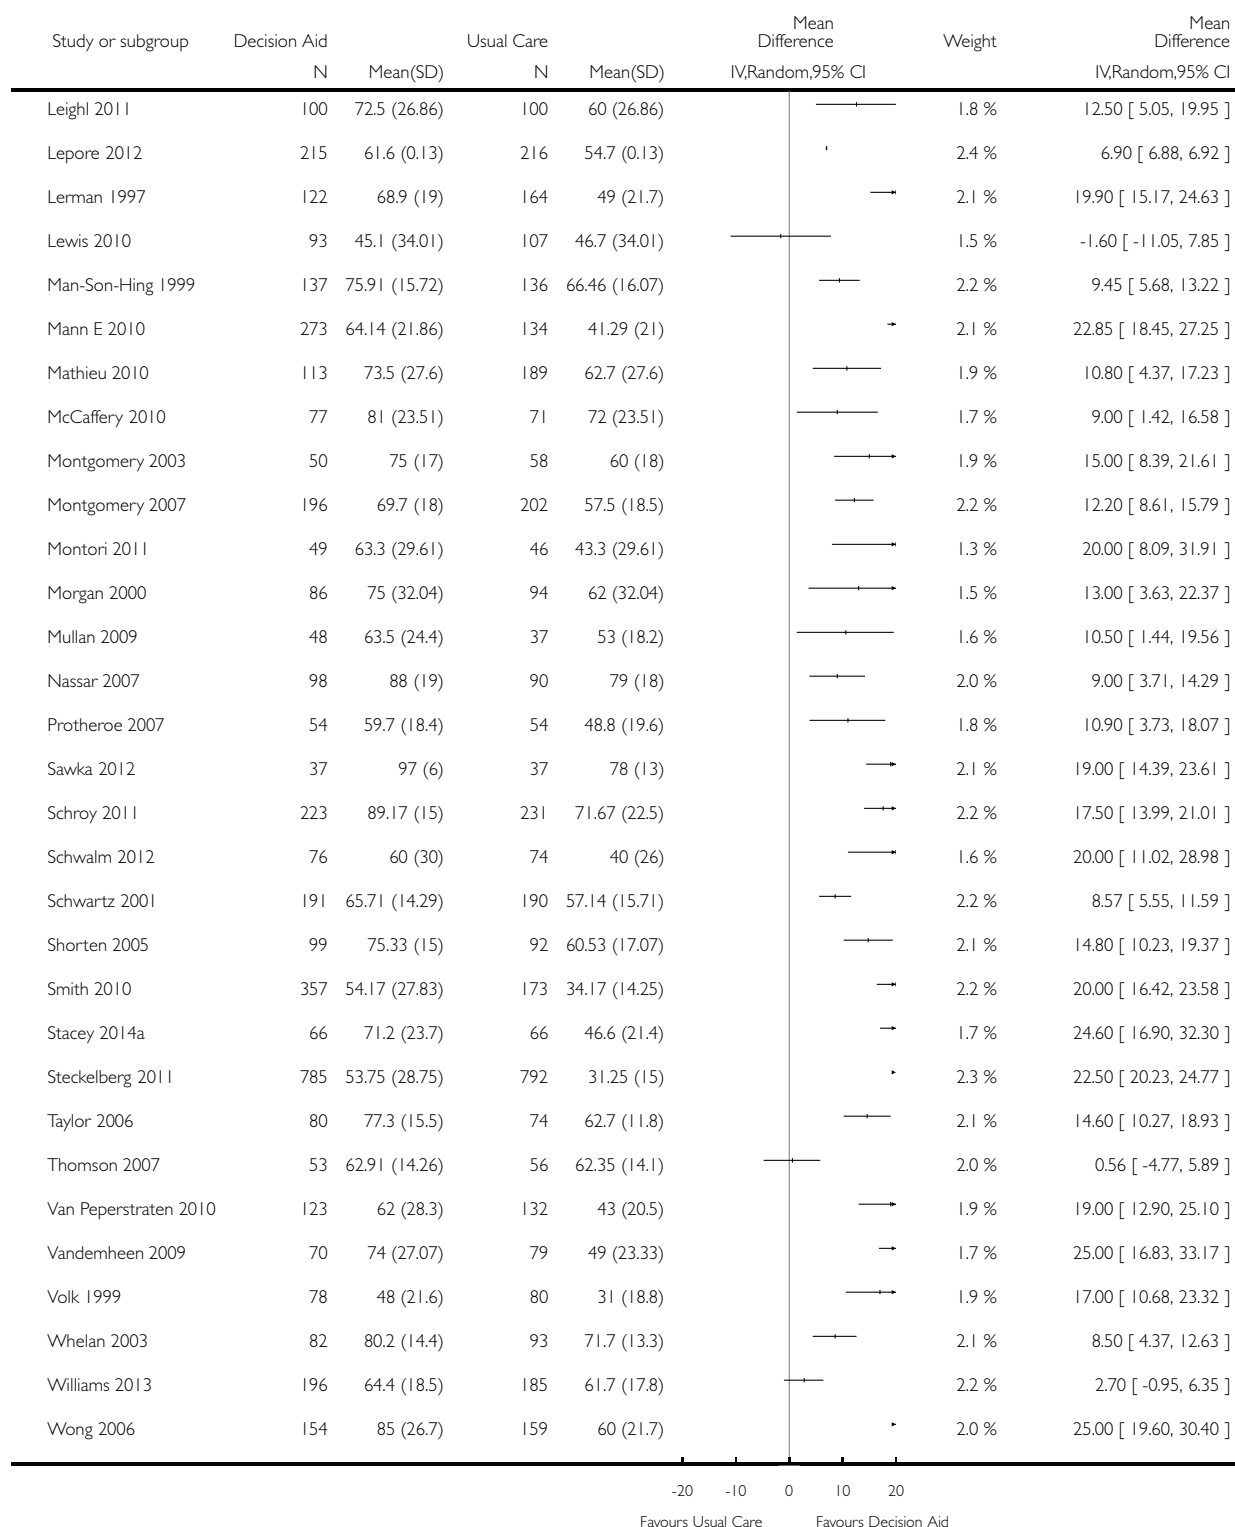 Mean Mean
Study or subgroup Decision Aid Usual Care Difference Weight Difference
N Mean(SD) N Mean(SD) IV,Random,95% CI IV,Random,95% CI
Leighl 2011 100 72.5 (26.86) 100 60 (26.86) 1.8 % 12.50 [ 5.05, 19.95 ]
Lepore 2012 215 61.6 (0.13) 216 54.7 (0.13) 2.4 % 6.90 [ 6.88, 6.92 ]
Lerman 1997 122 68.9 (19) 164 49 (21.7) 2.1 % 19.90 [ 15.17, 24.63 ]
Lewis 2010 93 45.1 (34.01) 107 46.7 (34.01) 1.5 % -1.60 [ -11.05, 7.85 ]
Man-Son-Hing 1999 137 75.91 (15.72) 136 66.46 (16.07) 2.2 % 9.45 [ 5.68, 13.22 ]
Mann E 2010 273 64.14 (21.86) 134 41.29 (21) 2.1 % 22.85 [ 18.45, 27.25 ]
Mathieu 2010 113 73.5 (27.6) 189 62.7 (27.6) 1.9 % 10.80 [ 4.37, 17.23 ]
McCaffery 2010 77 81 (23.51) 71 72 (23.51) 1.7 % 9.00 [ 1.42, 16.58 ]
Montgomery 2003 50 75 (17) 58 60 (18) 1.9 % 15.00 [ 8.39, 21.61 ]
Montgomery 2007 196 69.7 (18) 202 57.5 (18.5) 2.2 % 12.20 [ 8.61, 15.79 ]
Montori 2011 49 63.3 (29.61) 46 43.3 (29.61) 1.3 % 20.00 [ 8.09, 31.91 ]
Morgan 2000 86 75 (32.04) 94 62 (32.04) 1.5 % 13.00 [ 3.63, 22.37 ]
Mullan 2009 48 63.5 (24.4) 37 53 (18.2) 1.6 % 10.50 [ 1.44, 19.56 ]
Nassar 2007 98 88 (19) 90 79 (18) 2.0 % 9.00 [ 3.71, 14.29 ]
Protheroe 2007 54 59.7 (18.4) 54 48.8 (19.6) 1.8 % 10.90 [ 3.73, 18.07 ]
Sawka 2012 37 97 (6) 37 78 (13) 2.1 % 19.00 [ 14.39, 23.61 ]
Schroy 2011 223 89.17 (15) 231 71.67 (22.5) 2.2 % 17.50 [ 13.99, 21.01 ]
Schwalm 2012 76 60 (30) 74 40 (26) 1.6 % 20.00 [ 11.02, 28.98 ]
Schwartz 2001 191 65.71 (14.29) 190 57.14 (15.71) 2.2 % 8.57 [ 5.55, 11.59 ]
Shorten 2005 99 75.33 (15) 92 60.53 (17.07) 2.1 % 14.80 [ 10.23, 19.37 ]
Smith 2010 357 54.17 (27.83) 173 34.17 (14.25) 2.2 % 20.00 [ 16.42, 23.58 ]
Stacey 2014a 66 71.2 (23.7) 66 46.6 (21.4) 1.7 % 24.60 [ 16.90, 32.30 ]
Steckelberg 2011 785 53.75 (28.75) 792 31.25 (15) 2.3 % 22.50 [ 20.23, 24.77 ]
Taylor 2006 80 77.3 (15.5) 74 62.7 (11.8) 2.1 % 14.60 [ 10.27, 18.93 ]
Thomson 2007 53 62.91 (14.26) 56 62.35 (14.1) 2.0 % 0.56 [ -4.77, 5.89 ]
Van Peperstraten 2010 123 62 (28.3) 132 43 (20.5) 1.9 % 19.00 [ 12.90, 25.10 ]
Vandemheen 2009 70 74 (27.07) 79 49 (23.33) 1.7 % 25.00 [ 16.83, 33.17 ]
Volk 1999 78 48 (21.6) 80 31 (18.8) 1.9 % 17.00 [ 10.68, 23.32 ]
Whelan 2003 82 80.2 (14.4) 93 71.7 (13.3) 2.1 % 8.50 [ 4.37, 12.63 ]
Williams 2013 196 64.4 (18.5) 185 61.7 (17.8) 2.2 % 2.70 [ -0.95, 6.35 ]
Wong 2006 154 85 (26.7) 159 60 (21.7) 2.0 % 25.00 [ 19.60, 30.40 ]
-20 -10 0 10 20
Favours Usual Care Favours Decision Aid